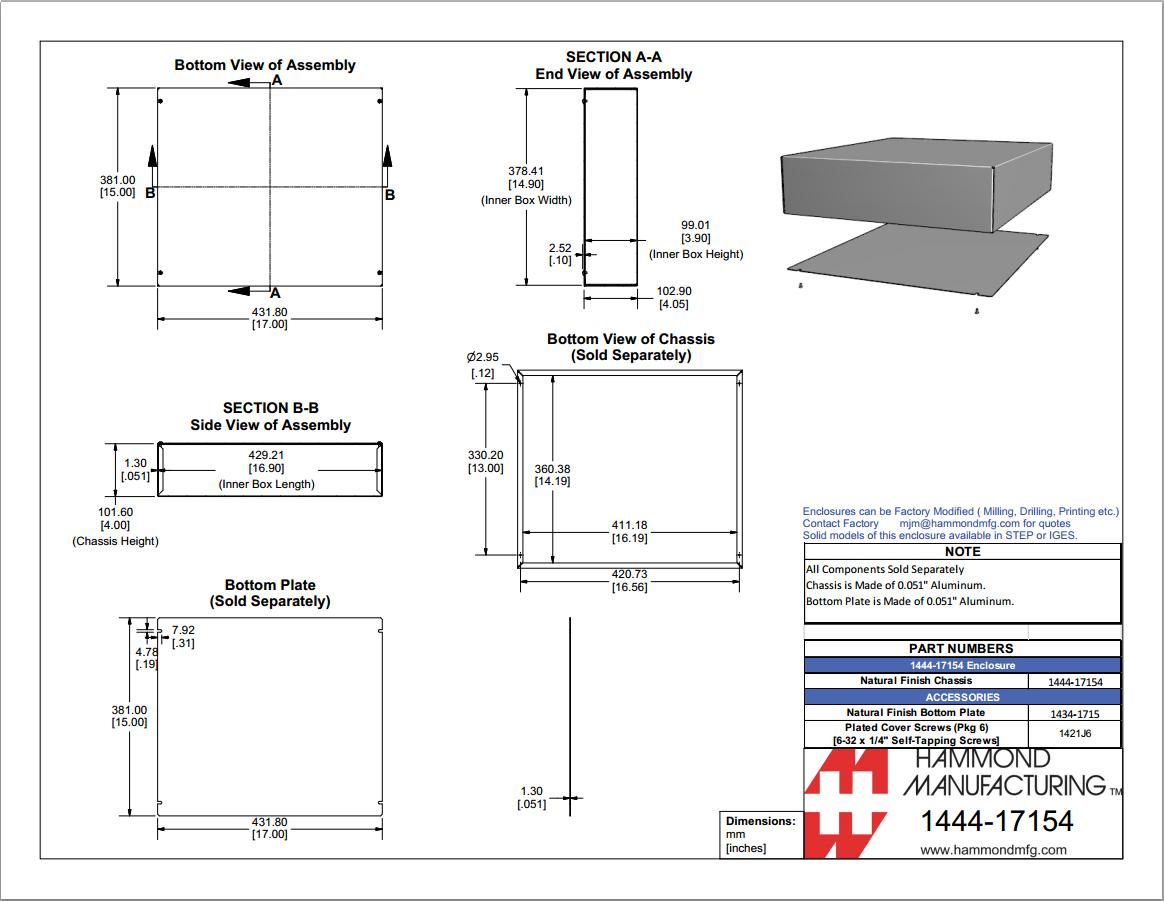 Bottom View of Assembly
A
381.00
[15.00]
B
B
A
431.80
[17.00]
SECTION A-A
End View of Assembly
378.41
[14.90]
(Inner Box Width)
99.01
[3.90]
(Inner Box Height)
2.52
[.10]
102.90
[4.05]
SECTION B-B
Side View of Assembly
1.30
[.051]
429.21
[16.90]
(Inner Box Length)
101.60
[4.00]
(Chassis Height)
Bottom View of Chassis
(Sold Separately)
Ø2.95
[.12]
330.20
[13.00]
360.38
[14.19]
411.18
[16.19]
420.73
[16.56]
Bottom Plate
(Sold Separately)
7.92
[.31]
4.78
[.19]
381.00
[15.00]
431.80
[17.00]
1.30
[.051]
Enclosures can be Factory Modified ( Milling, Drilling, Printing etc.)
Contact Factory mjm@hammondmfg.com for quotes
Solid models of this enclosure available in STEP or IGES.
NOTE
All Components Sold Separately
Chassis is Made of 0.051" Aluminum.
Bottom Plate is Made of 0.051" Aluminum.
PART NUMBERS
1444-17154 Enclosure
Natural Finish Chassis 1444-17154
ACCESSORIES
Natural Finish Bottom Plate 1434-1715
Plated Cover Screws (Pkg 6)
[6-32 x 1/4" Self-Tapping Screws] 1421J6
HAMMOND
MANUFACTURING TM
1444-17154
www.hammondmfg.com
Dimensions:
mm
[inches]